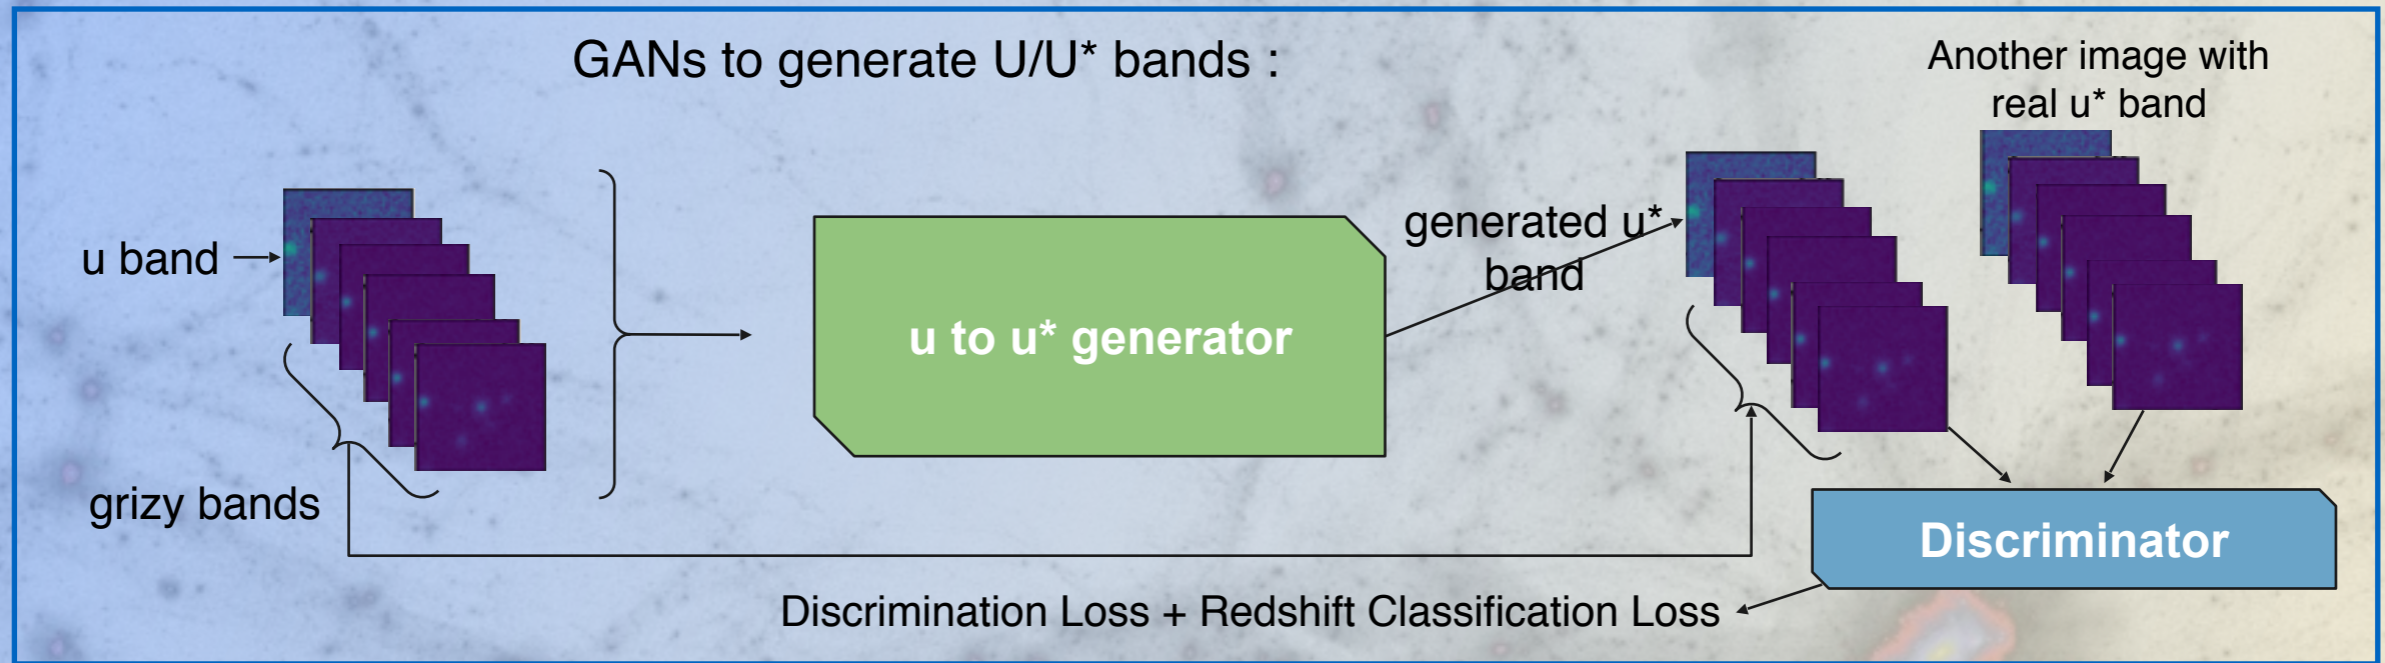 GANs to generate U/U* bands :
Another image with
real u* band
u band
generated u*
band
u to u* generator
grizy bands
Discriminator
Discrimination Loss + Redshift Classification Loss